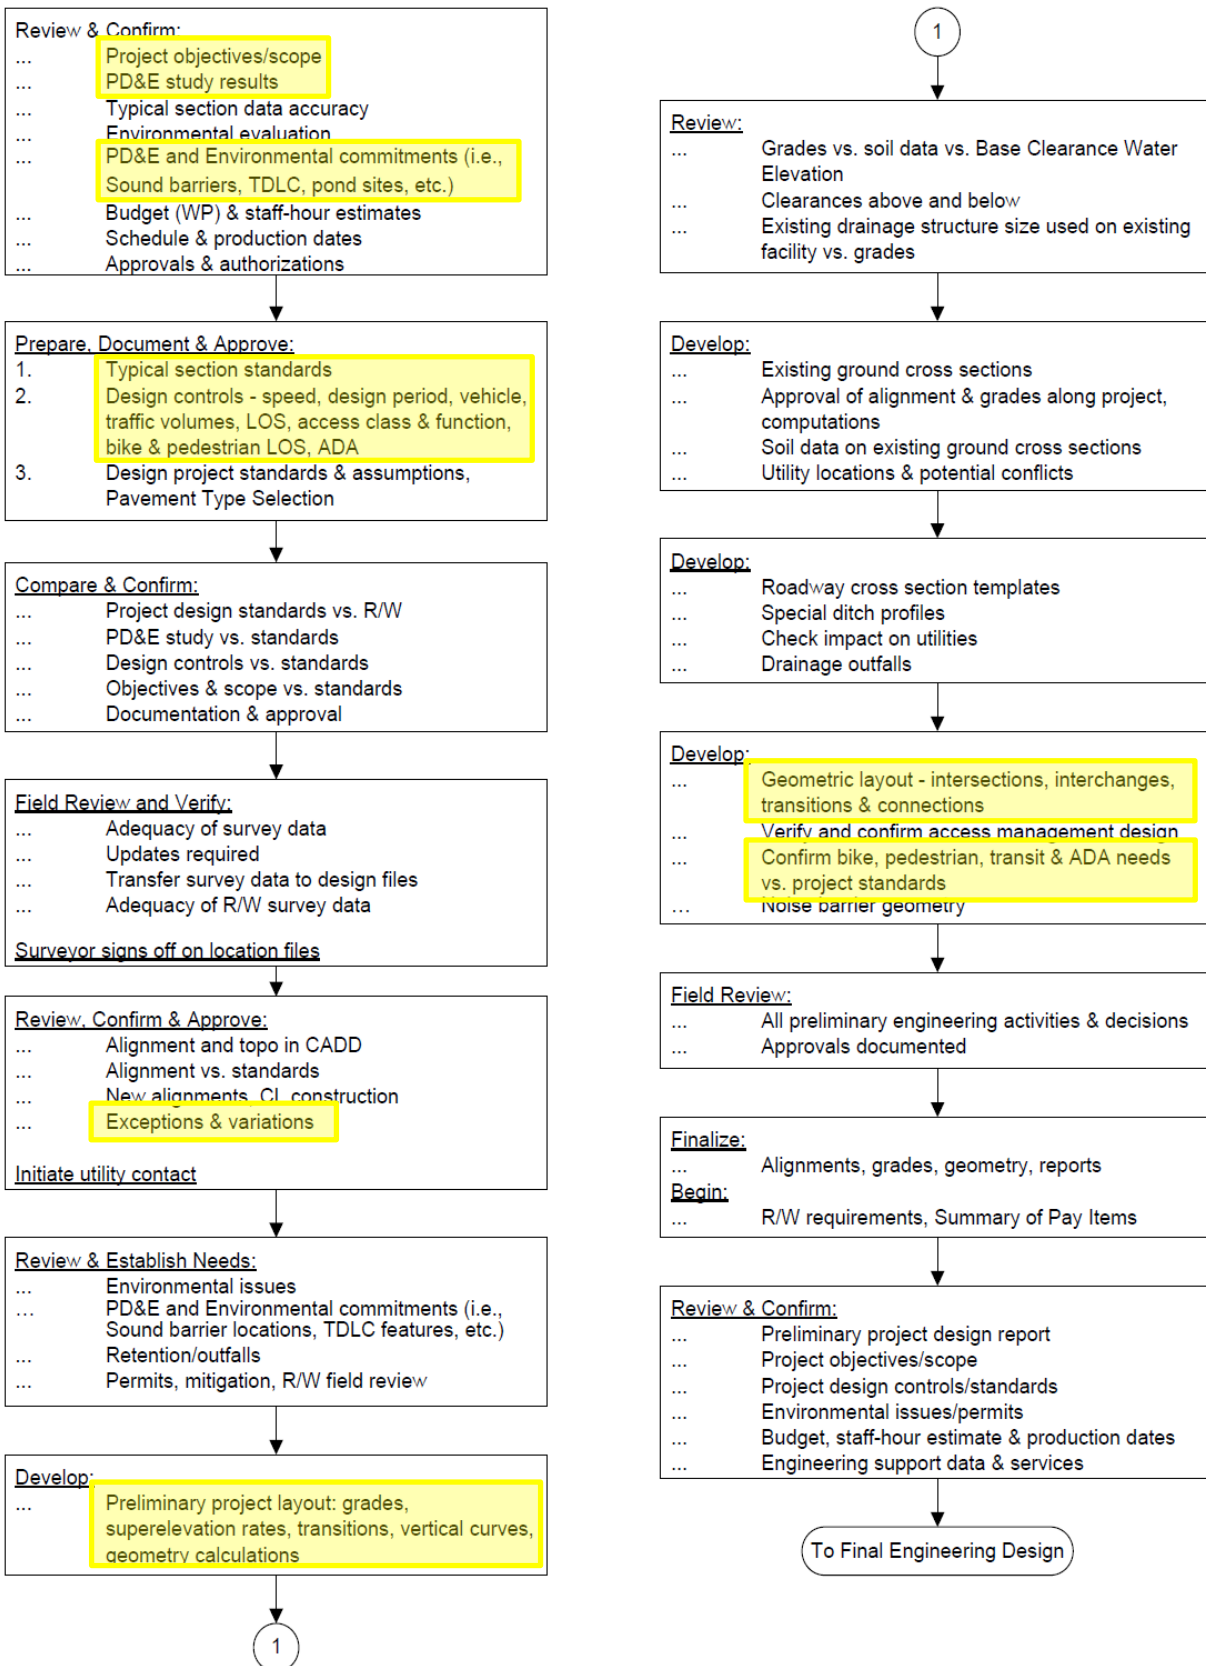 Review & Confirm:
... Project objectives/scope
... PD&E study results
... Typical section data accuracy
... Environmental evaluation
... PD&E and Environmental commitments (i.e.,
Sound barriers, TDLC, pond sites, etc.)
... Budget (WP) & staff-hour estimates
... Schedule & production dates
... Approvals & authorizations
Prepare, Document & Approve:
1. Typical section standards
2. Design controls - speed, design period, vehicle,
traffic volumes, LOS, access class & function,
bike & pedestrian LOS, ADA
3. Design project standards & assumptions,
Pavement Type Selection
Compare & Confirm:
... Project design standards vs. R/W
... PD&E study vs. standards
... Design controls vs. standards
... Objectives & scope vs. standards
... Documentation & approval
Field Review and Verify:
... Adequacy of survey data
... Updates required
... Transfer survey data to design files
... Adequacy of R/W survey data
Surveyor signs off on location files
Review, Confirm & Approve:
... Alignment and topo in CADD
... Alignment vs. standards
... New alignments, CL construction
... Exceptions & variations
Initiate utility contact
Review & Establish Needs:
... Environmental issues
... PD&E and Environmental commitments (i.e.,
Sound barrier locations, TDLC features, etc.)
... Retention/outfalls
... Permits, mitigation, R/W field review
Develop:
... Preliminary project layout: grades,
superelevation rates, transitions, vertical curves,
geometry calculations
1
1
Review:
... Grades vs. soil data vs. Base Clearance Water
Elevation
... Clearances above and below
... Existing drainage structure size used on existing
facility vs. grades
Develop:
... Existing ground cross sections
... Approval of alignment & grades along project,
computations
... Soil data on existing ground cross sections
... Utility locations & potential conflicts
Develop:
... Roadway cross section templates
... Special ditch profiles
... Check impact on utilities
... Drainage outfalls
Develop:
... Geometric layout - intersections, interchanges,
transitions & connections
... Verify and confirm access management design
... Confirm bike, pedestrian, transit & ADA needs
vs. project standards
... Noise barrier geometry
Field Review:
... All preliminary engineering activities & decisions
... Approvals documented
Finalize:
... Alignments, grades, geometry, reports
Begin:
... R/W requirements, Summary of Pay Items
Review & Confirm:
... Preliminary project design report
... Project objectives/scope
... Project design controls/standards
... Environmental issues/permits
... Budget, staff-hour estimate & production dates
... Engineering support data & services
To Final Engineering Design